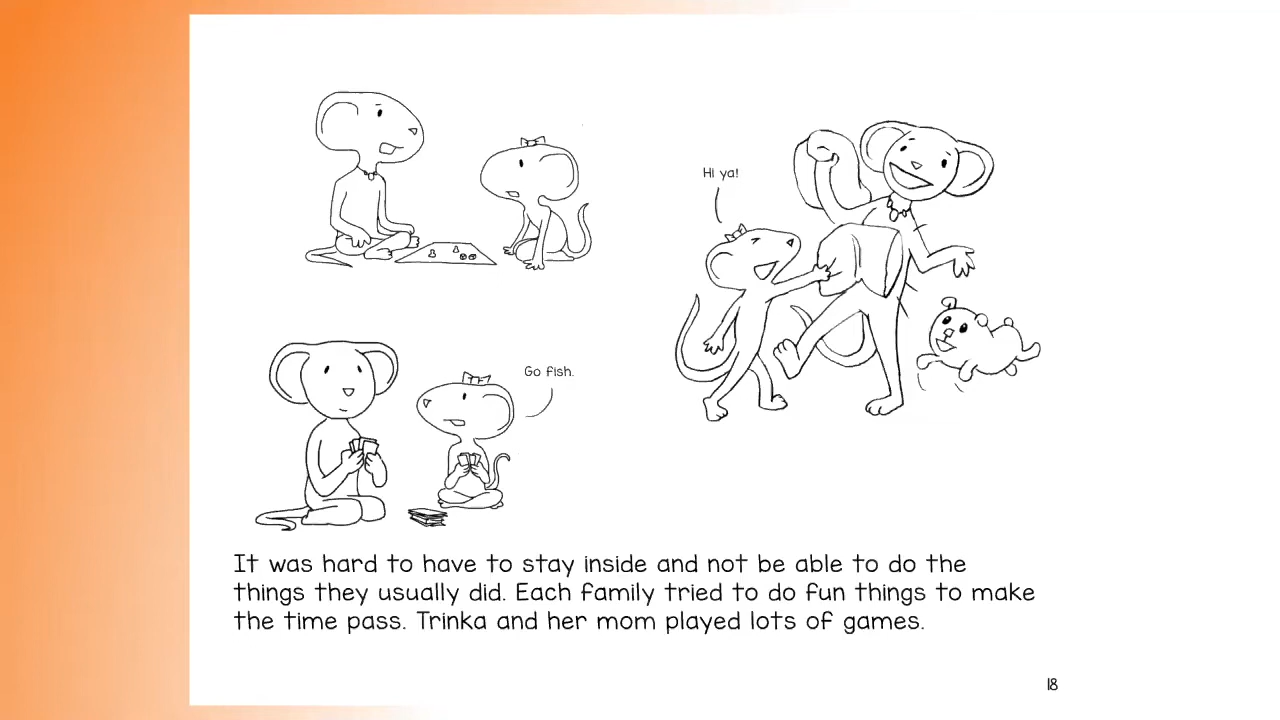 Hi ya!
Go fish.
It was hard to have to stay inside and not be able to do the
things they usually did. Each family tried to do fun things to make
the time pass. Trinka and her mom played lots of games.
18